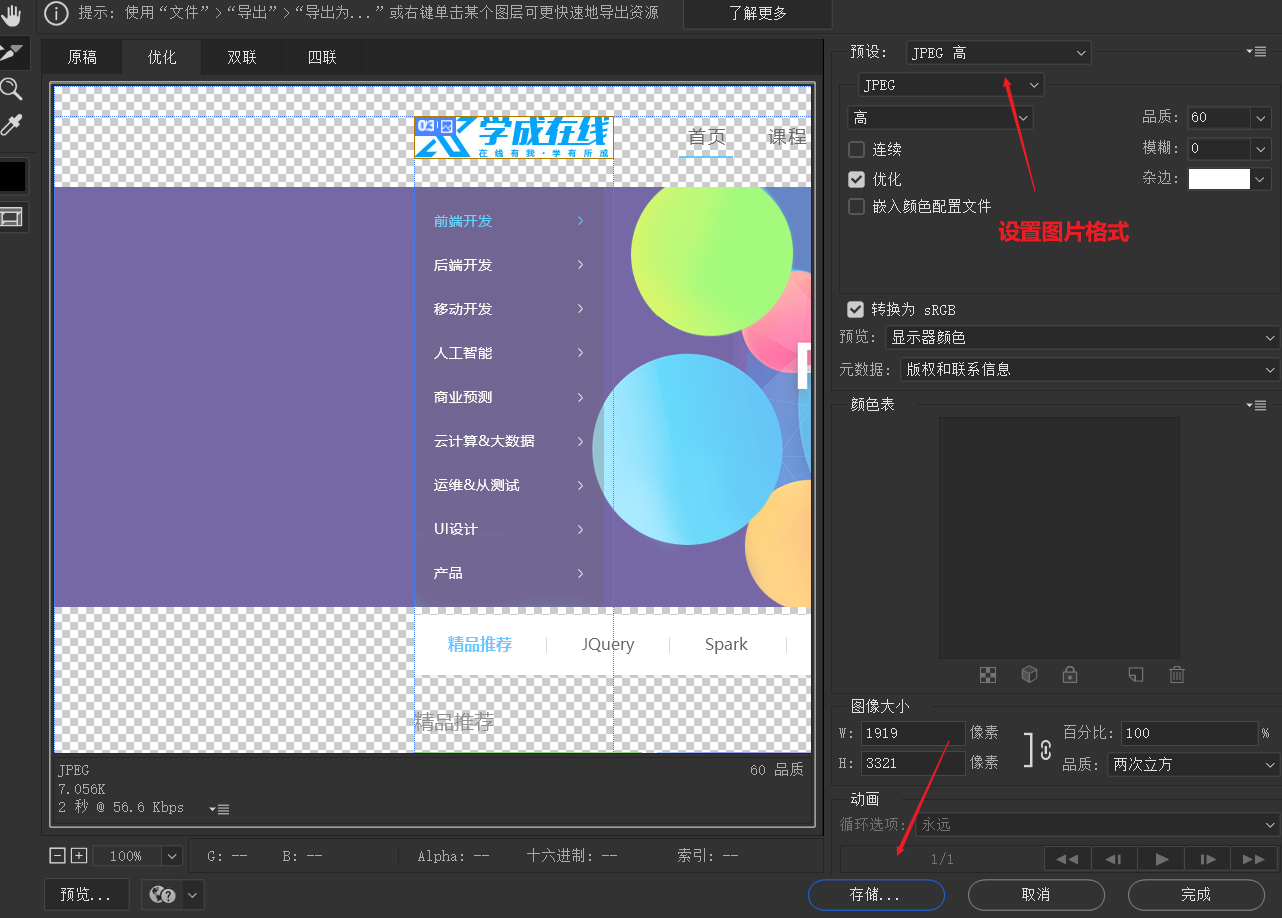 提示: 使用“文件”>“导出”>“导出为...”或右键单击某个图层可更快速地导出资源
了解更多
原稿 优化 双联 四联
03
学成在线
在线有我·学有所成
首页 课程
前端开发
后端开发
移动开发
人工智能
商业预测
云计算&大数据
运维&从测试
UI设计
产品
精品推荐 JQuery Spark
精品推荐
JPEG
60 品质
7.056K
2 秒 @ 56.6 Kbps
100%
G: --
B: --
Alpha: --
十六进制: --
索引: --
预览...
预设: JPEG 高
JPEG
高
品质: 60
连续
模糊: 0
优化
杂边:
嵌入颜色配置文件
设置图片格式
转换为 sRGB
预览: 显示器颜色
元数据: 版权和联系信息
颜色表
图像大小
W: 1919 像素
百分比: 100 %
H: 3321 像素
品质: 两次立方
动画
循环选项: 永远
1/1
存储... 取消 完成